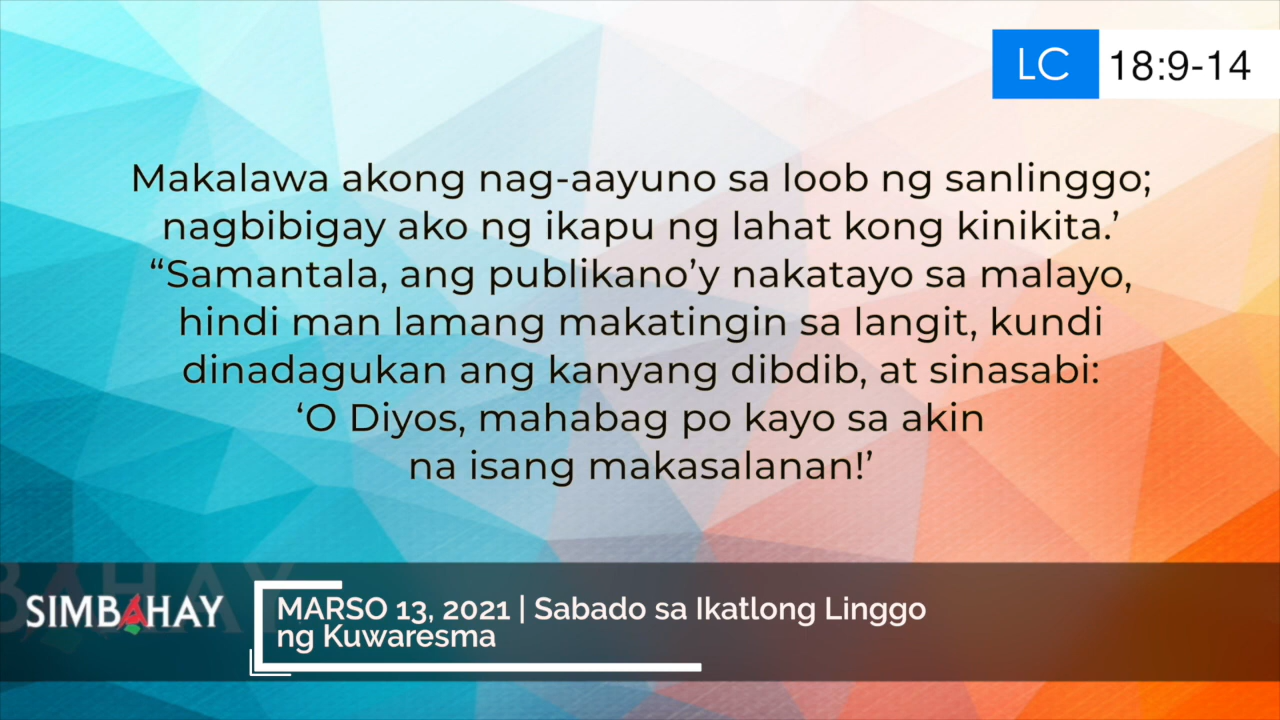 LC 18:9-14
Makalawa akong nag-aayuno sa loob ng sanlinggo;
nagbibigay ako ng ikapu ng lahat kong kinikita.’
“Samantala, ang publikano’y nakatayo sa malayo,
hindi man lamang makatingin sa langit, kundi
dinadagukan ang kanyang dibdib, at sinasabi:
‘O Diyos, mahabag po kayo sa akin
na isang makasalanan!’
SIMBAHAY
MARSO 13, 2021 | Sabado sa Ikatlong Linggo
ng Kuwaresma